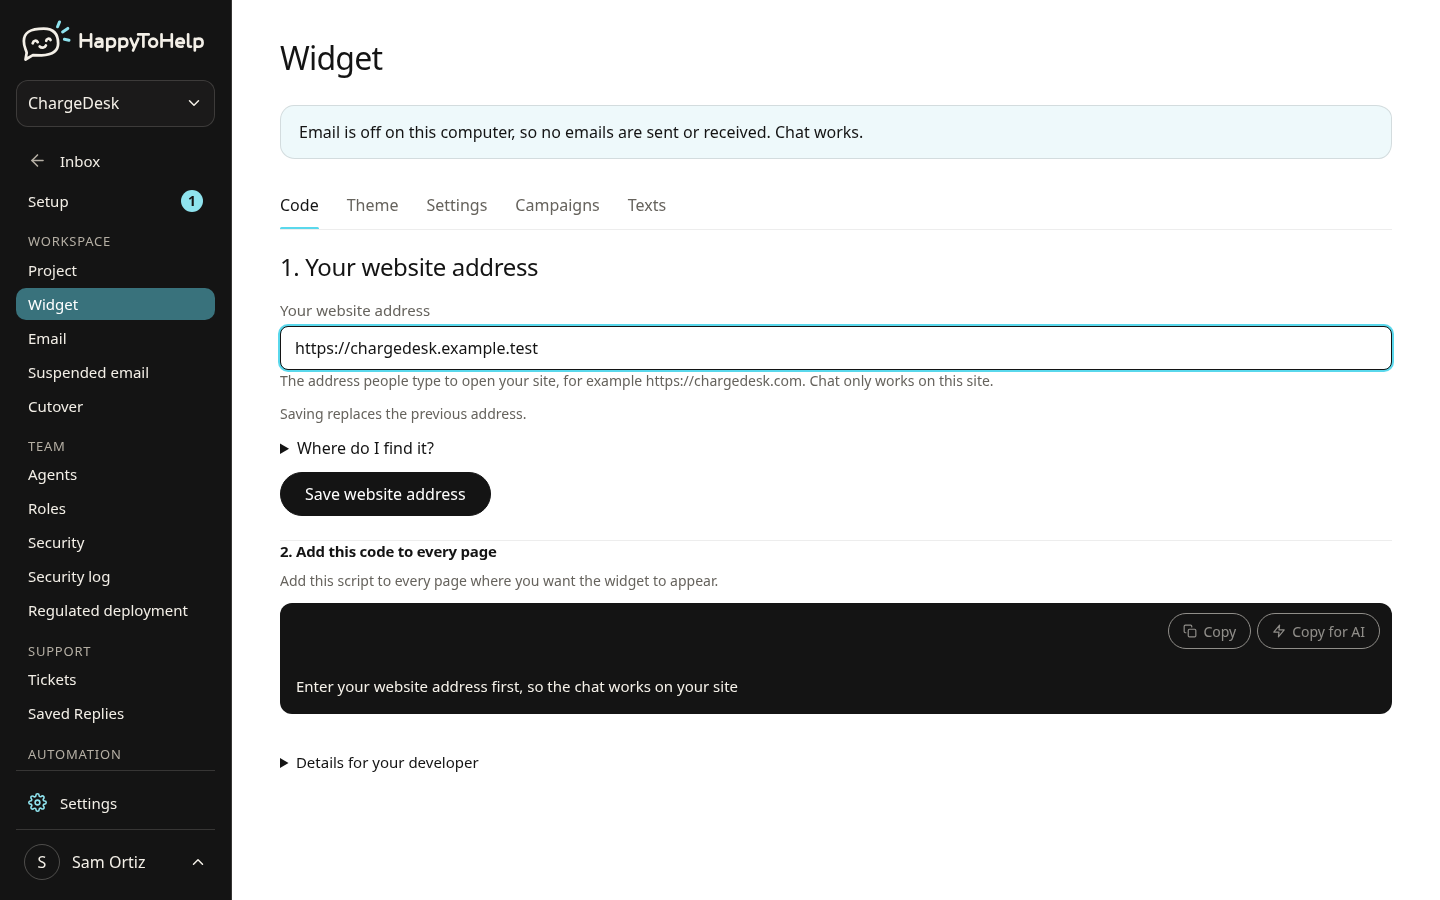 HappyToHelp
ChargeDesk
Inbox
Setup
1
WORKSPACE
Project
Widget
Email
Suspended email
Cutover
TEAM
Agents
Roles
Security
Security log
Regulated deployment
SUPPORT
Tickets
Saved Replies
AUTOMATION
Settings
S
Sam Ortiz
Widget
Email is off on this computer, so no emails are sent or received. Chat works.
Code
Theme
Settings
Campaigns
Texts
1. Your website address
Your website address
https://chargedesk.example.test
The address people type to open your site, for example https://chargedesk.com. Chat only works on this site.
Saving replaces the previous address.
Where do I find it?
Save website address
2. Add this code to every page
Add this script to every page where you want the widget to appear.
Copy
Copy for AI
Enter your website address first, so the chat works on your site
Details for your developer